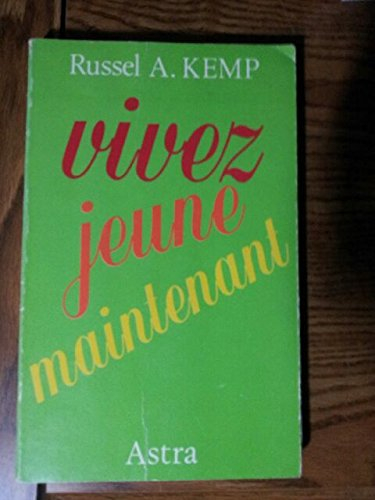 Russel A. KEMP
vivez
jeune
maintenant
Astra